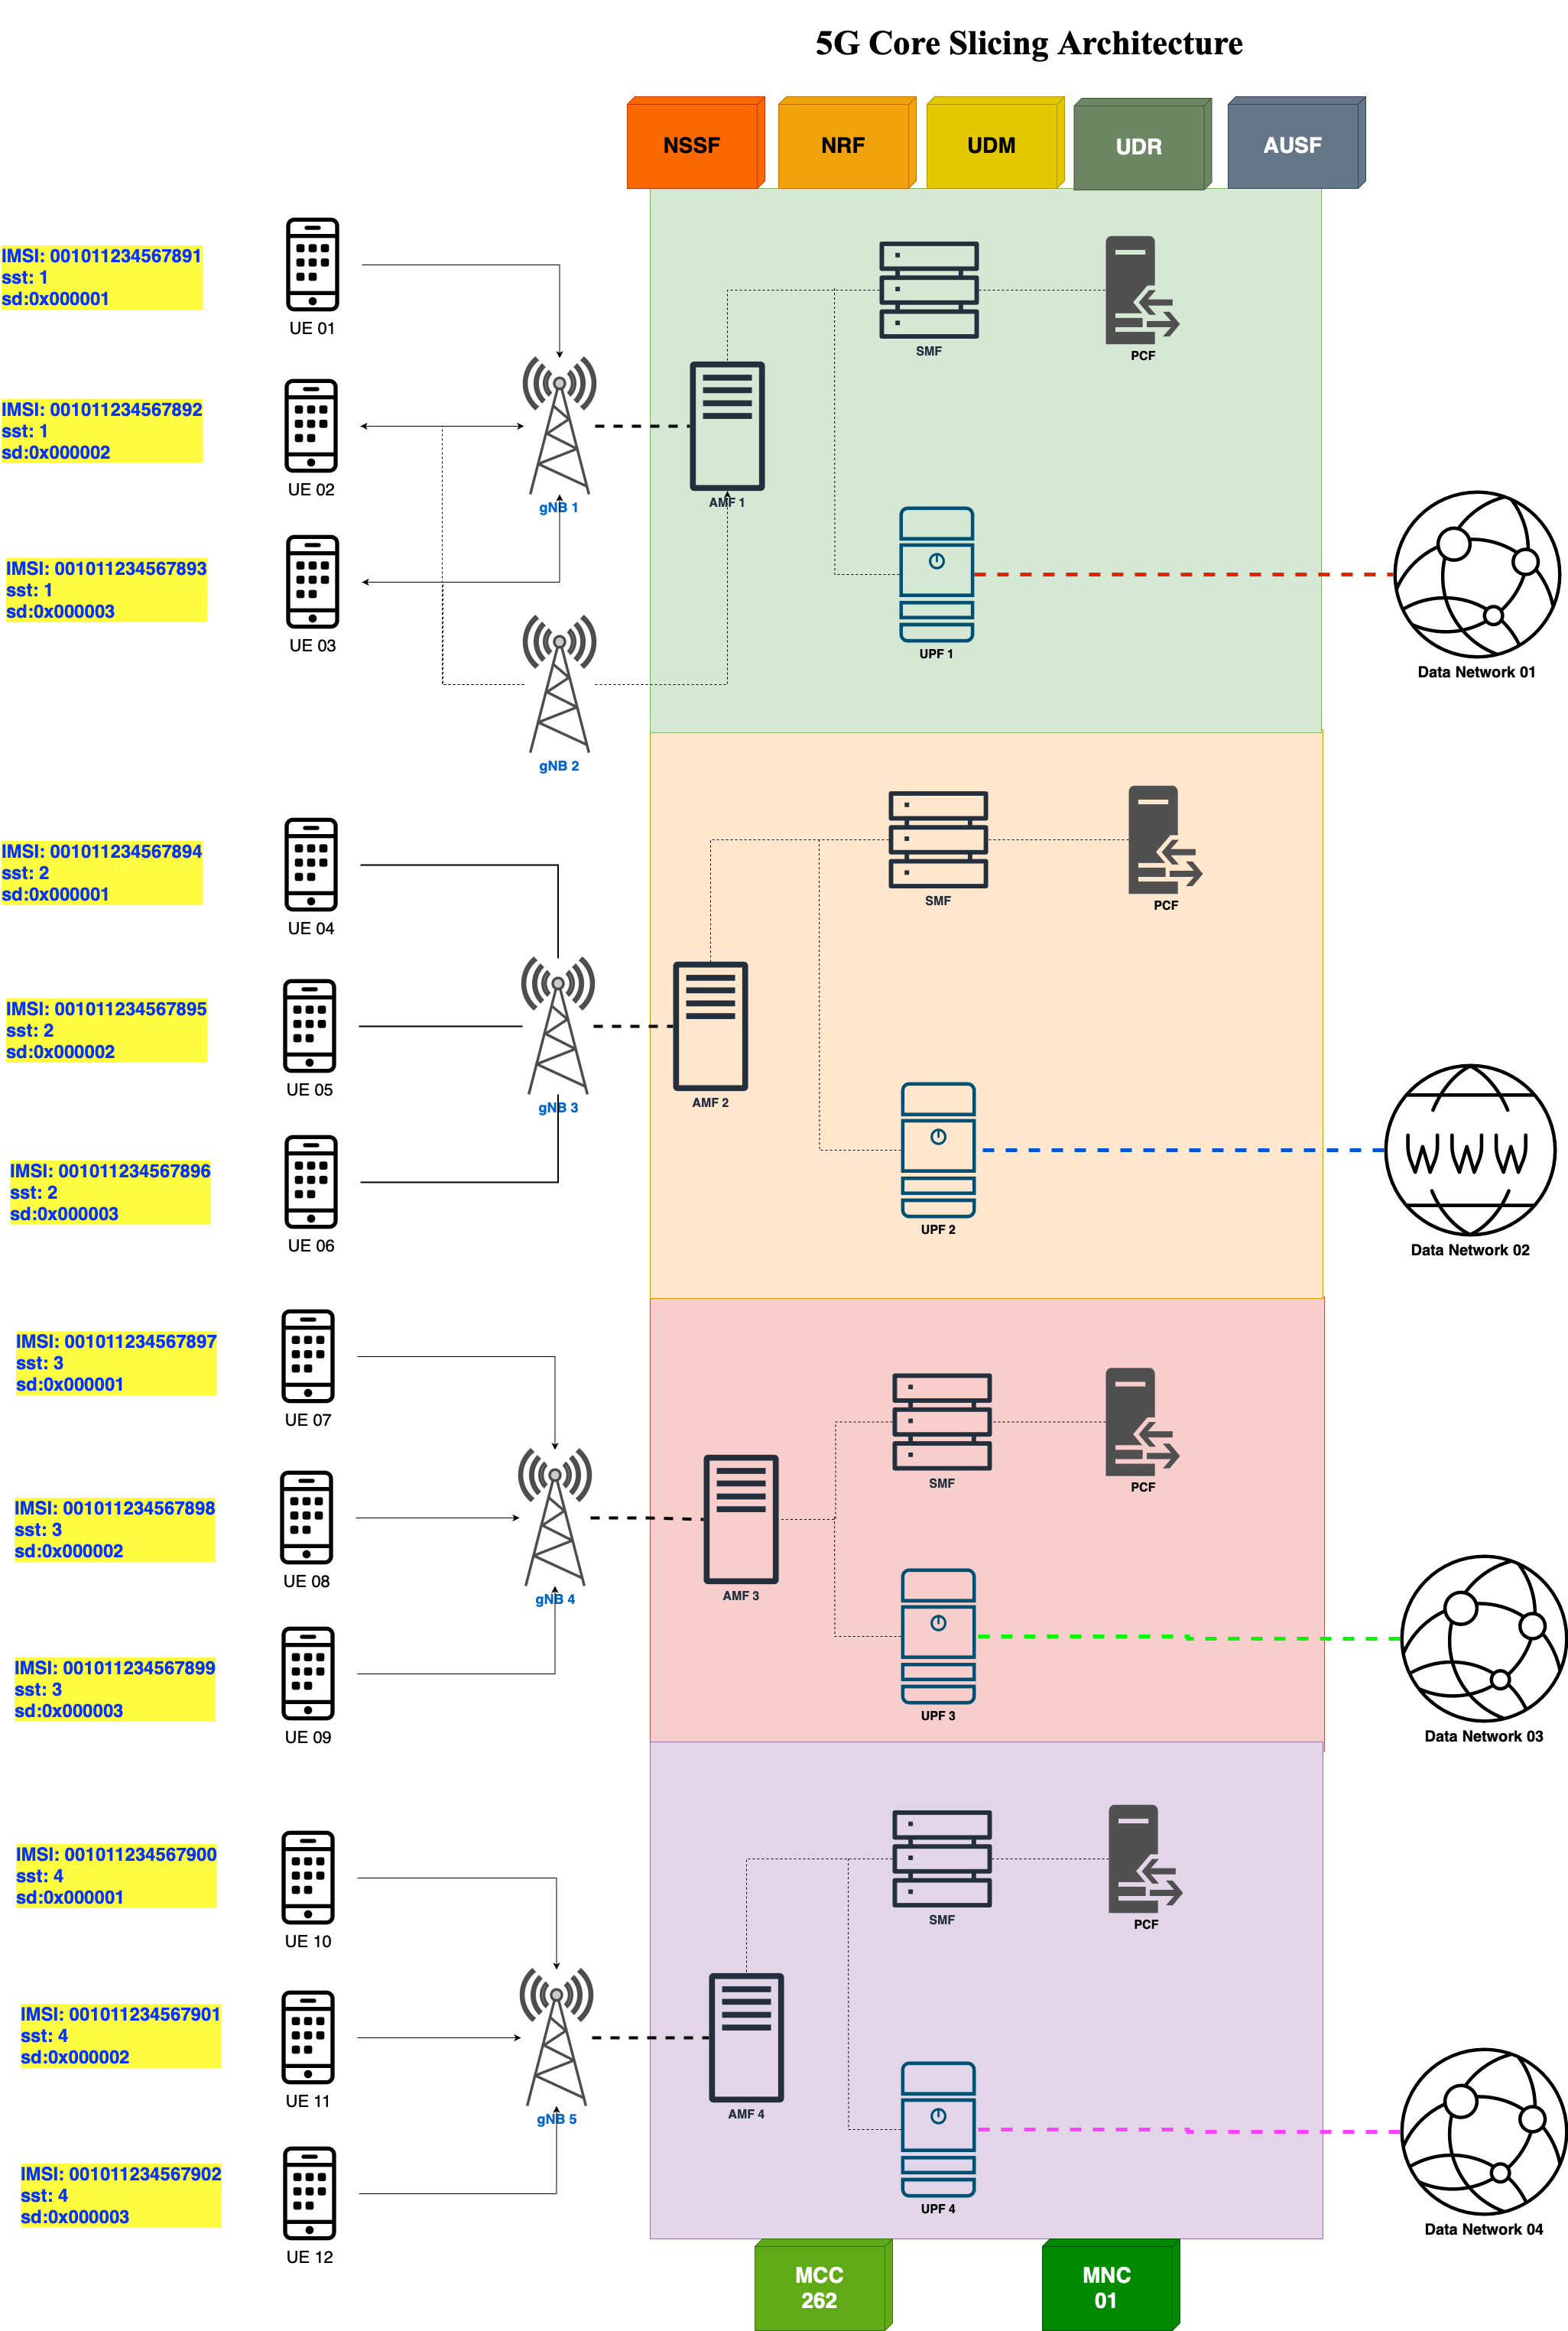 5G Core Slicing Architecture
NSSF
NRF
UDM
UDR
AUSF
IMSI: 001011234567891
sst: 1
sd:0x000001
UE 01
SMF
PCF
IMSI: 001011234567892
sst: 1
sd:0x000002
UE 02
gNB 1
AMF 1
IMSI: 001011234567893
sst: 1
sd:0x000003
UE 03
UPF 1
Data Network 01
gNB 2
IMSI: 001011234567894
sst: 2
sd:0x000001
UE 04
SMF
PCF
IMSI: 001011234567895
sst: 2
sd:0x000002
UE 05
gNB 3
AMF 2
IMSI: 001011234567896
sst: 2
sd:0x000003
UE 06
UPF 2
WWW
Data Network 02
IMSI: 001011234567897
sst: 3
sd:0x000001
UE 07
SMF
PCF
IMSI: 001011234567898
sst: 3
sd:0x000002
UE 08
gNB 4
AMF 3
IMSI: 001011234567899
sst: 3
sd:0x000003
UE 09
UPF 3
Data Network 03
IMSI: 001011234567900
sst: 4
sd:0x000001
UE 10
SMF
PCF
IMSI: 001011234567901
sst: 4
sd:0x000002
UE 11
gNB 5
AMF 4
IMSI: 001011234567902
sst: 4
sd:0x000003
UE 12
UPF 4
Data Network 04
MCC
262
MNC
01